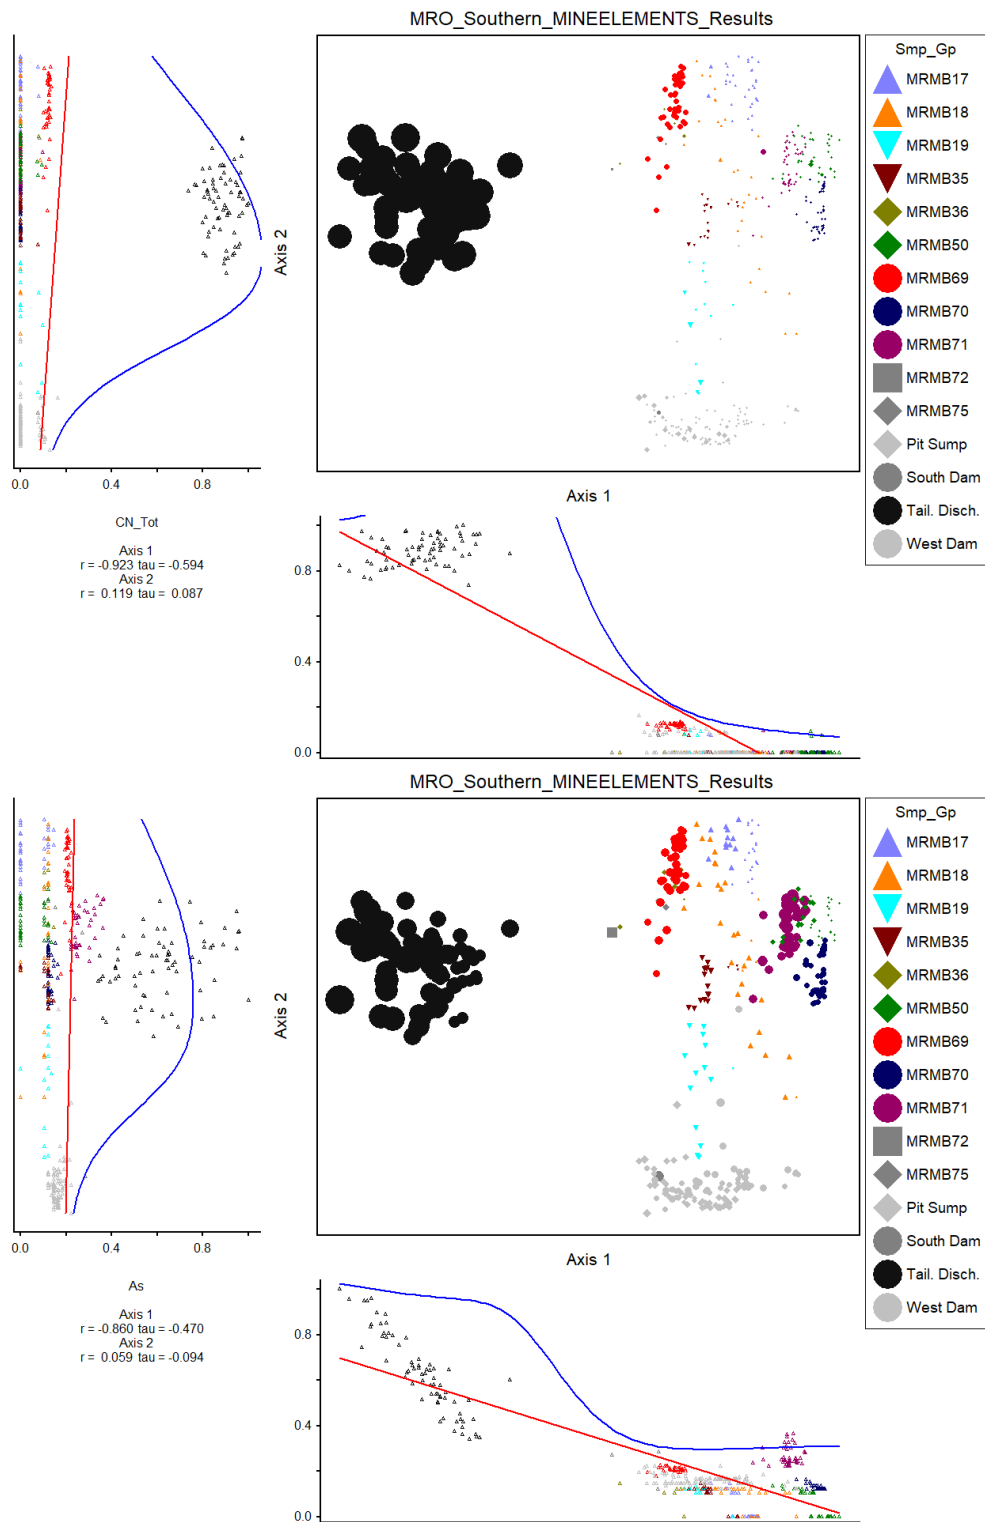 MRO_Southern_MINEELEMENTS_Results
Axis 2
0.0
0.4
0.8
Axis 1
CN_Tot
Axis 1
r = -0.923 tau = -0.594
Axis 2
r = 0.119 tau = 0.087
0.8
0.4
0.0
Smp_Gp
MRMB17
MRMB18
MRMB19
MRMB35
MRMB36
MRMB50
MRMB69
MRMB70
MRMB71
MRMB72
MRMB75
Pit Sump
South Dam
Tail. Disch.
West Dam
MRO_Southern_MINEELEMENTS_Results
Axis 2
0.0
0.4
0.8
Axis 1
As
Axis 1
r = -0.860 tau = -0.470
Axis 2
r = 0.059 tau = -0.094
0.8
0.4
0.0
Smp_Gp
MRMB17
MRMB18
MRMB19
MRMB35
MRMB36
MRMB50
MRMB69
MRMB70
MRMB71
MRMB72
MRMB75
Pit Sump
South Dam
Tail. Disch.
West Dam